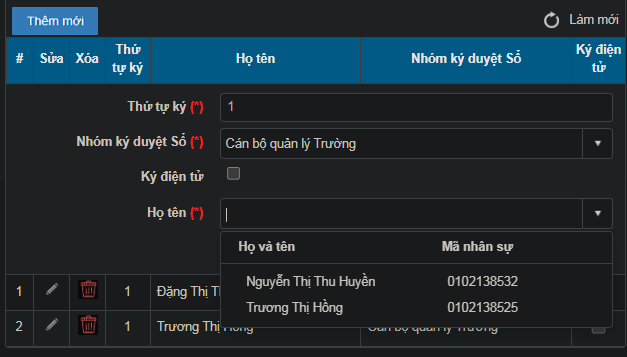 Thêm mới
Làm mới
# Sửa Xóa Thứ tự ký Họ tên Nhóm ký duyệt Sổ Ký điện tử
Thứ tự ký (*) 1
Nhóm ký duyệt Sổ (*) Cán bộ quản lý Trường
Ký điện tử
Họ tên (*)
Họ và tên Mã nhân sự
Nguyễn Thị Thu Huyền 0102138532
Trương Thị Hồng 0102138525
1 1 Đặng Thị
2 1 Trương Thị Hồng Cán bộ quản lý Trường